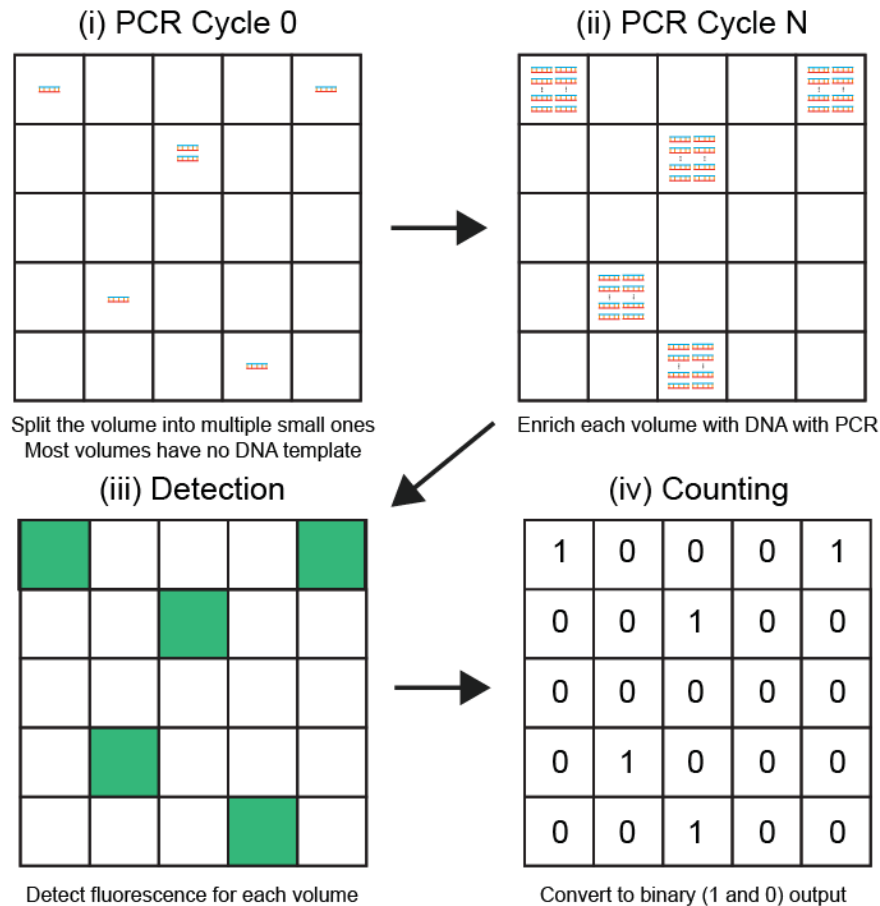 (i) PCR Cycle 0
(ii) PCR Cycle N
Split the volume into multiple small ones
Most volumes have no DNA template
Enrich each volume with DNA with PCR
(iii) Detection
(iv) Counting
1 0 0 0 1
0 0 1 0 0
0 0 0 0 0
0 1 0 0 0
0 0 1 0 0
Detect fluorescence for each volume
Convert to binary (1 and 0) output